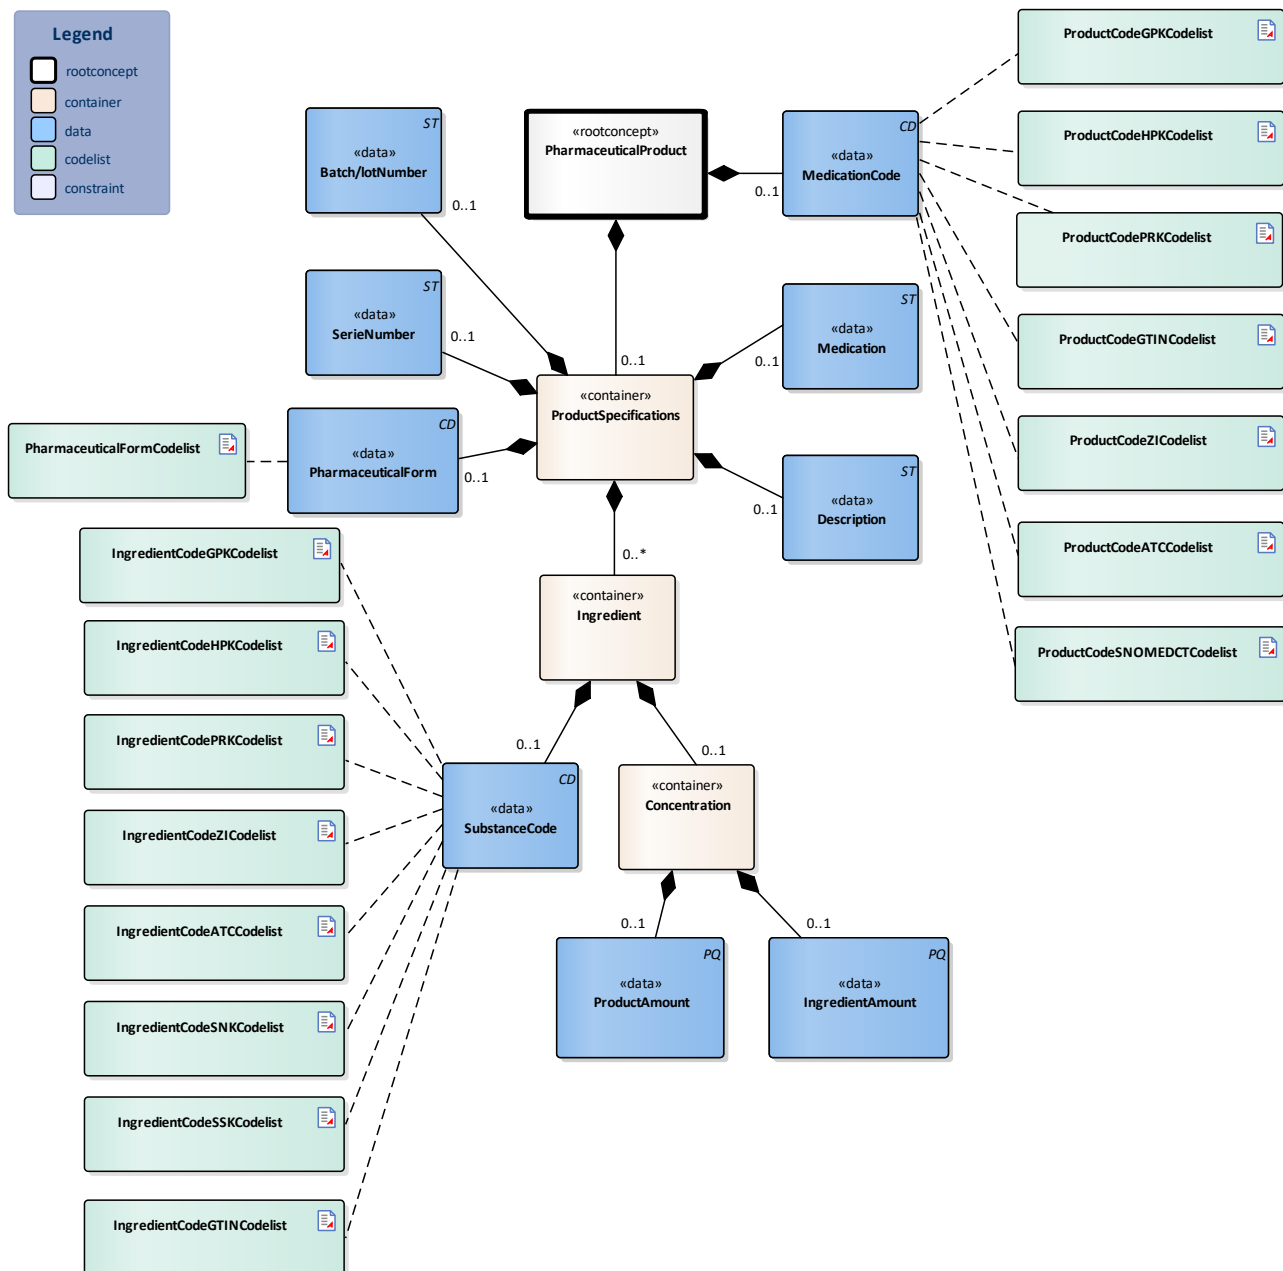 Legend
rootconcept
container
data
codelist
constraint
ProductCodeGPKCodelist
ST
«data»
Batch/lotNumber
0..1
«rootconcept»
PharmaceuticalProduct
CD
«data»
MedicationCode
0..1
ProductCodeHPKCodelist
ProductCodePRKCodelist
ST
«data»
SerieNumber
0..1
0..1
ST
«data»
Medication
0..1
ProductCodeGTINCodelist
«container»
ProductSpecifications
PharmaceuticalFormCodelist
CD
«data»
PharmaceuticalForm
0..1
ProductCodeZICodelist
ST
«data»
Description
0..1
IngredientCodeGPKCodelist
0..*
ProductCodeATCCodelist
«container»
Ingredient
IngredientCodeHPKCodelist
ProductCodeSNOMEDCTCodelist
IngredientCodePRKCodelist
0..1
0..1
CD
«data»
SubstanceCode
«container»
Concentration
IngredientCodeZICodelist
IngredientCodeATCCodelist
0..1
0..1
PQ
«data»
ProductAmount
PQ
«data»
IngredientAmount
IngredientCodeSNKCodelist
IngredientCodeSSKCodelist
IngredientCodeGTINCodelist